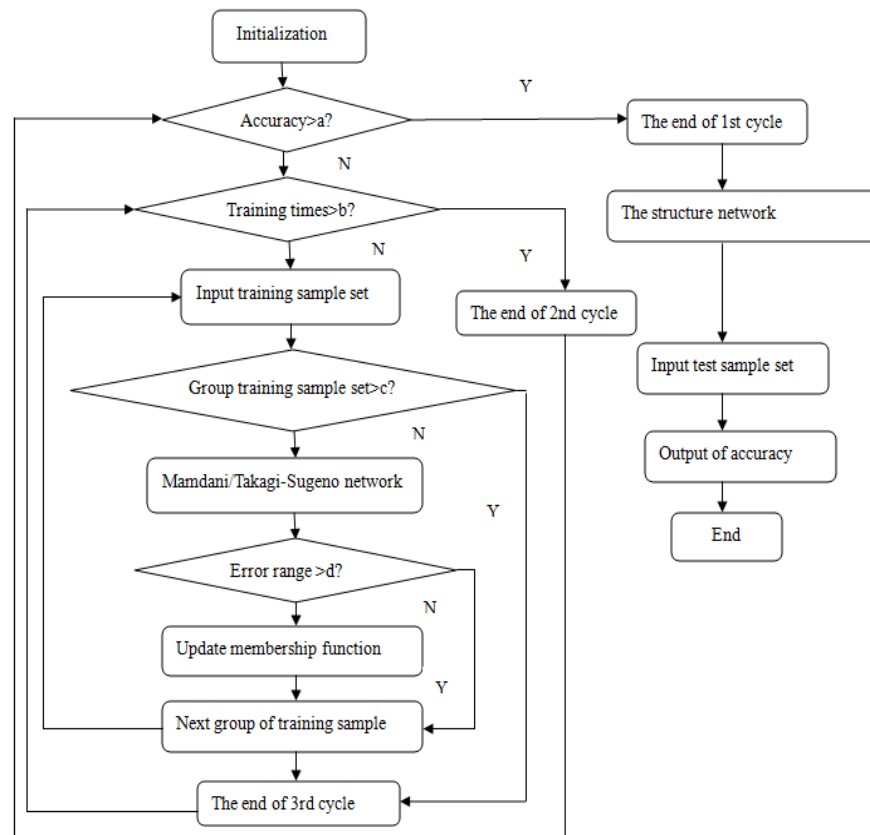 Initialization
Y
Accuracy>a?
The end of 1st cycle
N
Training times>b?
The structure network
N
Y
Input training sample set
The end of 2nd cycle
Input test sample set
Group training sample set>c?
N
Output of accuracy
Mamdani/Takagi-Sugeno network
Y
End
Error range >d?
N
Update membership function
Y
Next group of training sample
The end of 3rd cycle